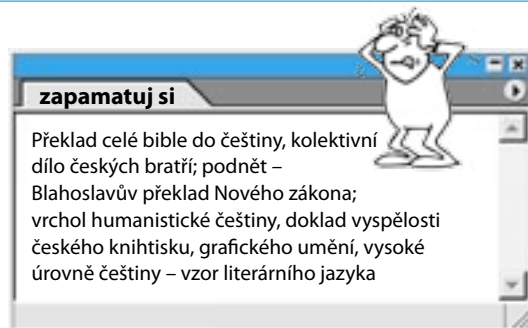 zapamatuj si
Překlad celé bible do češtiny, kolektivní
dílo českých bratří; podnět –
Blahoslavův překlad Nového zákona;
vrchol humanistické češtiny, doklad vyspělosti
českého knihtisku, grafického umění, vysoké
úrovně češtiny – vzor literárního jazyka